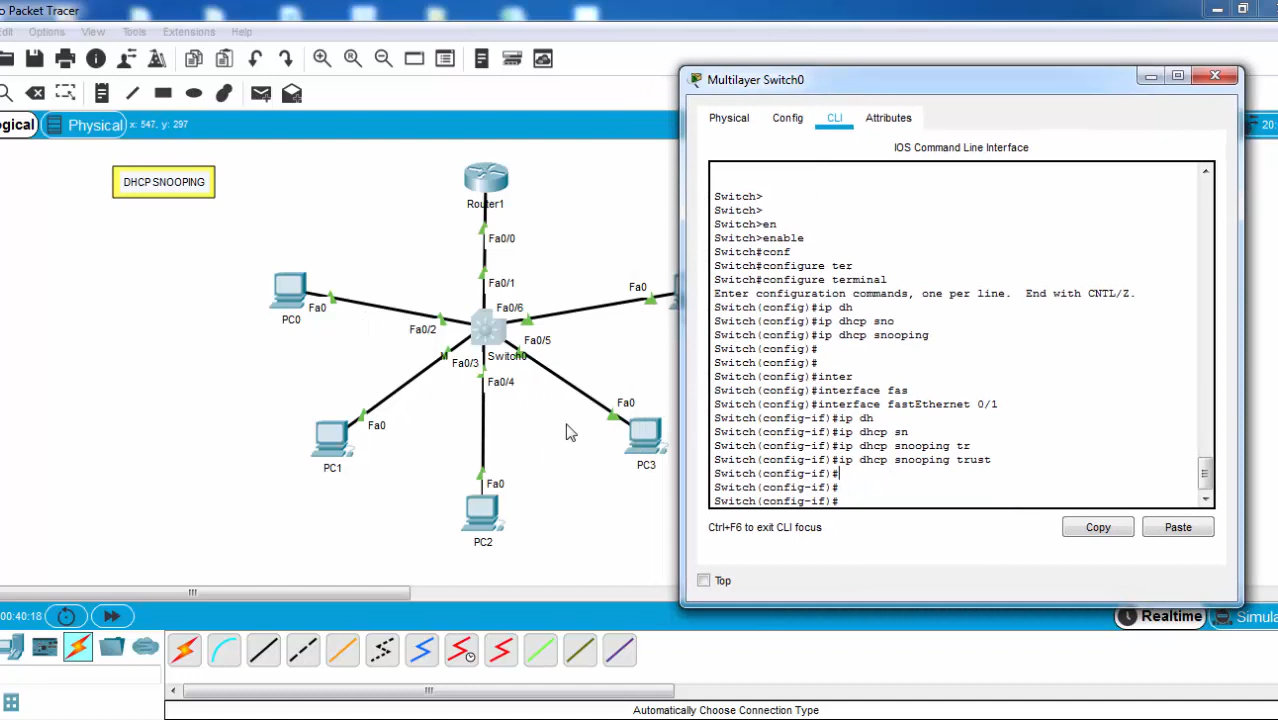 o Packet Tracer
Edit Options View Tools Extensions Help
Logical Physical x: 547, y: 297
20:
DHCP SNOOPING
Router1
Fa0/0
Fa0/1
Fa0/6
Fa0
PC0
Fa0
Fa0/2
Fa0/5
Fa0/3
Switch0
Fa0/4
Fa0
PC1
Fa0
PC3
Fa0
PC2
Multilayer Switch0
Physical Config CLI Attributes
IOS Command Line Interface
Switch>
Switch>
Switch>en
Switch>enable
Switch#conf
Switch#configure ter
Switch#configure terminal
Enter configuration commands, one per line.  End with CNTL/Z.
Switch(config)#ip dh
Switch(config)#ip dhcp sno
Switch(config)#ip dhcp snooping
Switch(config)#
Switch(config)#
Switch(config)#inter
Switch(config)#interface fas
Switch(config)#interface fastEthernet 0/1
Switch(config-if)#ip dh
Switch(config-if)#ip dhcp sn
Switch(config-if)#ip dhcp snooping tr
Switch(config-if)#ip dhcp snooping trust
Switch(config-if)#
Switch(config-if)#
Switch(config-if)#
Ctrl+F6 to exit CLI focus
Copy Paste
Top
00:40:18
Realtime
Simula
Automatically Choose Connection Type